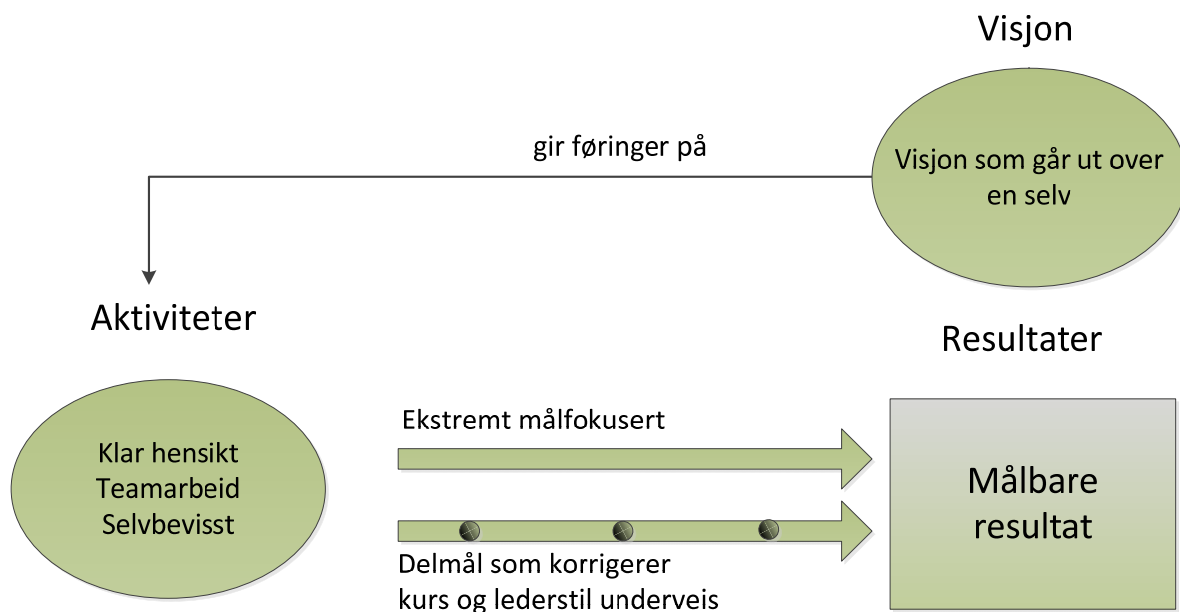 Visjon
Visjon som går ut over
en selv
gir føringer på
Aktiviteter
Klar hensikt
Teamarbeid
Selvbevisst
Ekstremt målfokusert
Delmål som korrigerer
kurs og lederstil underveis
Resultater
Målbare
resultat